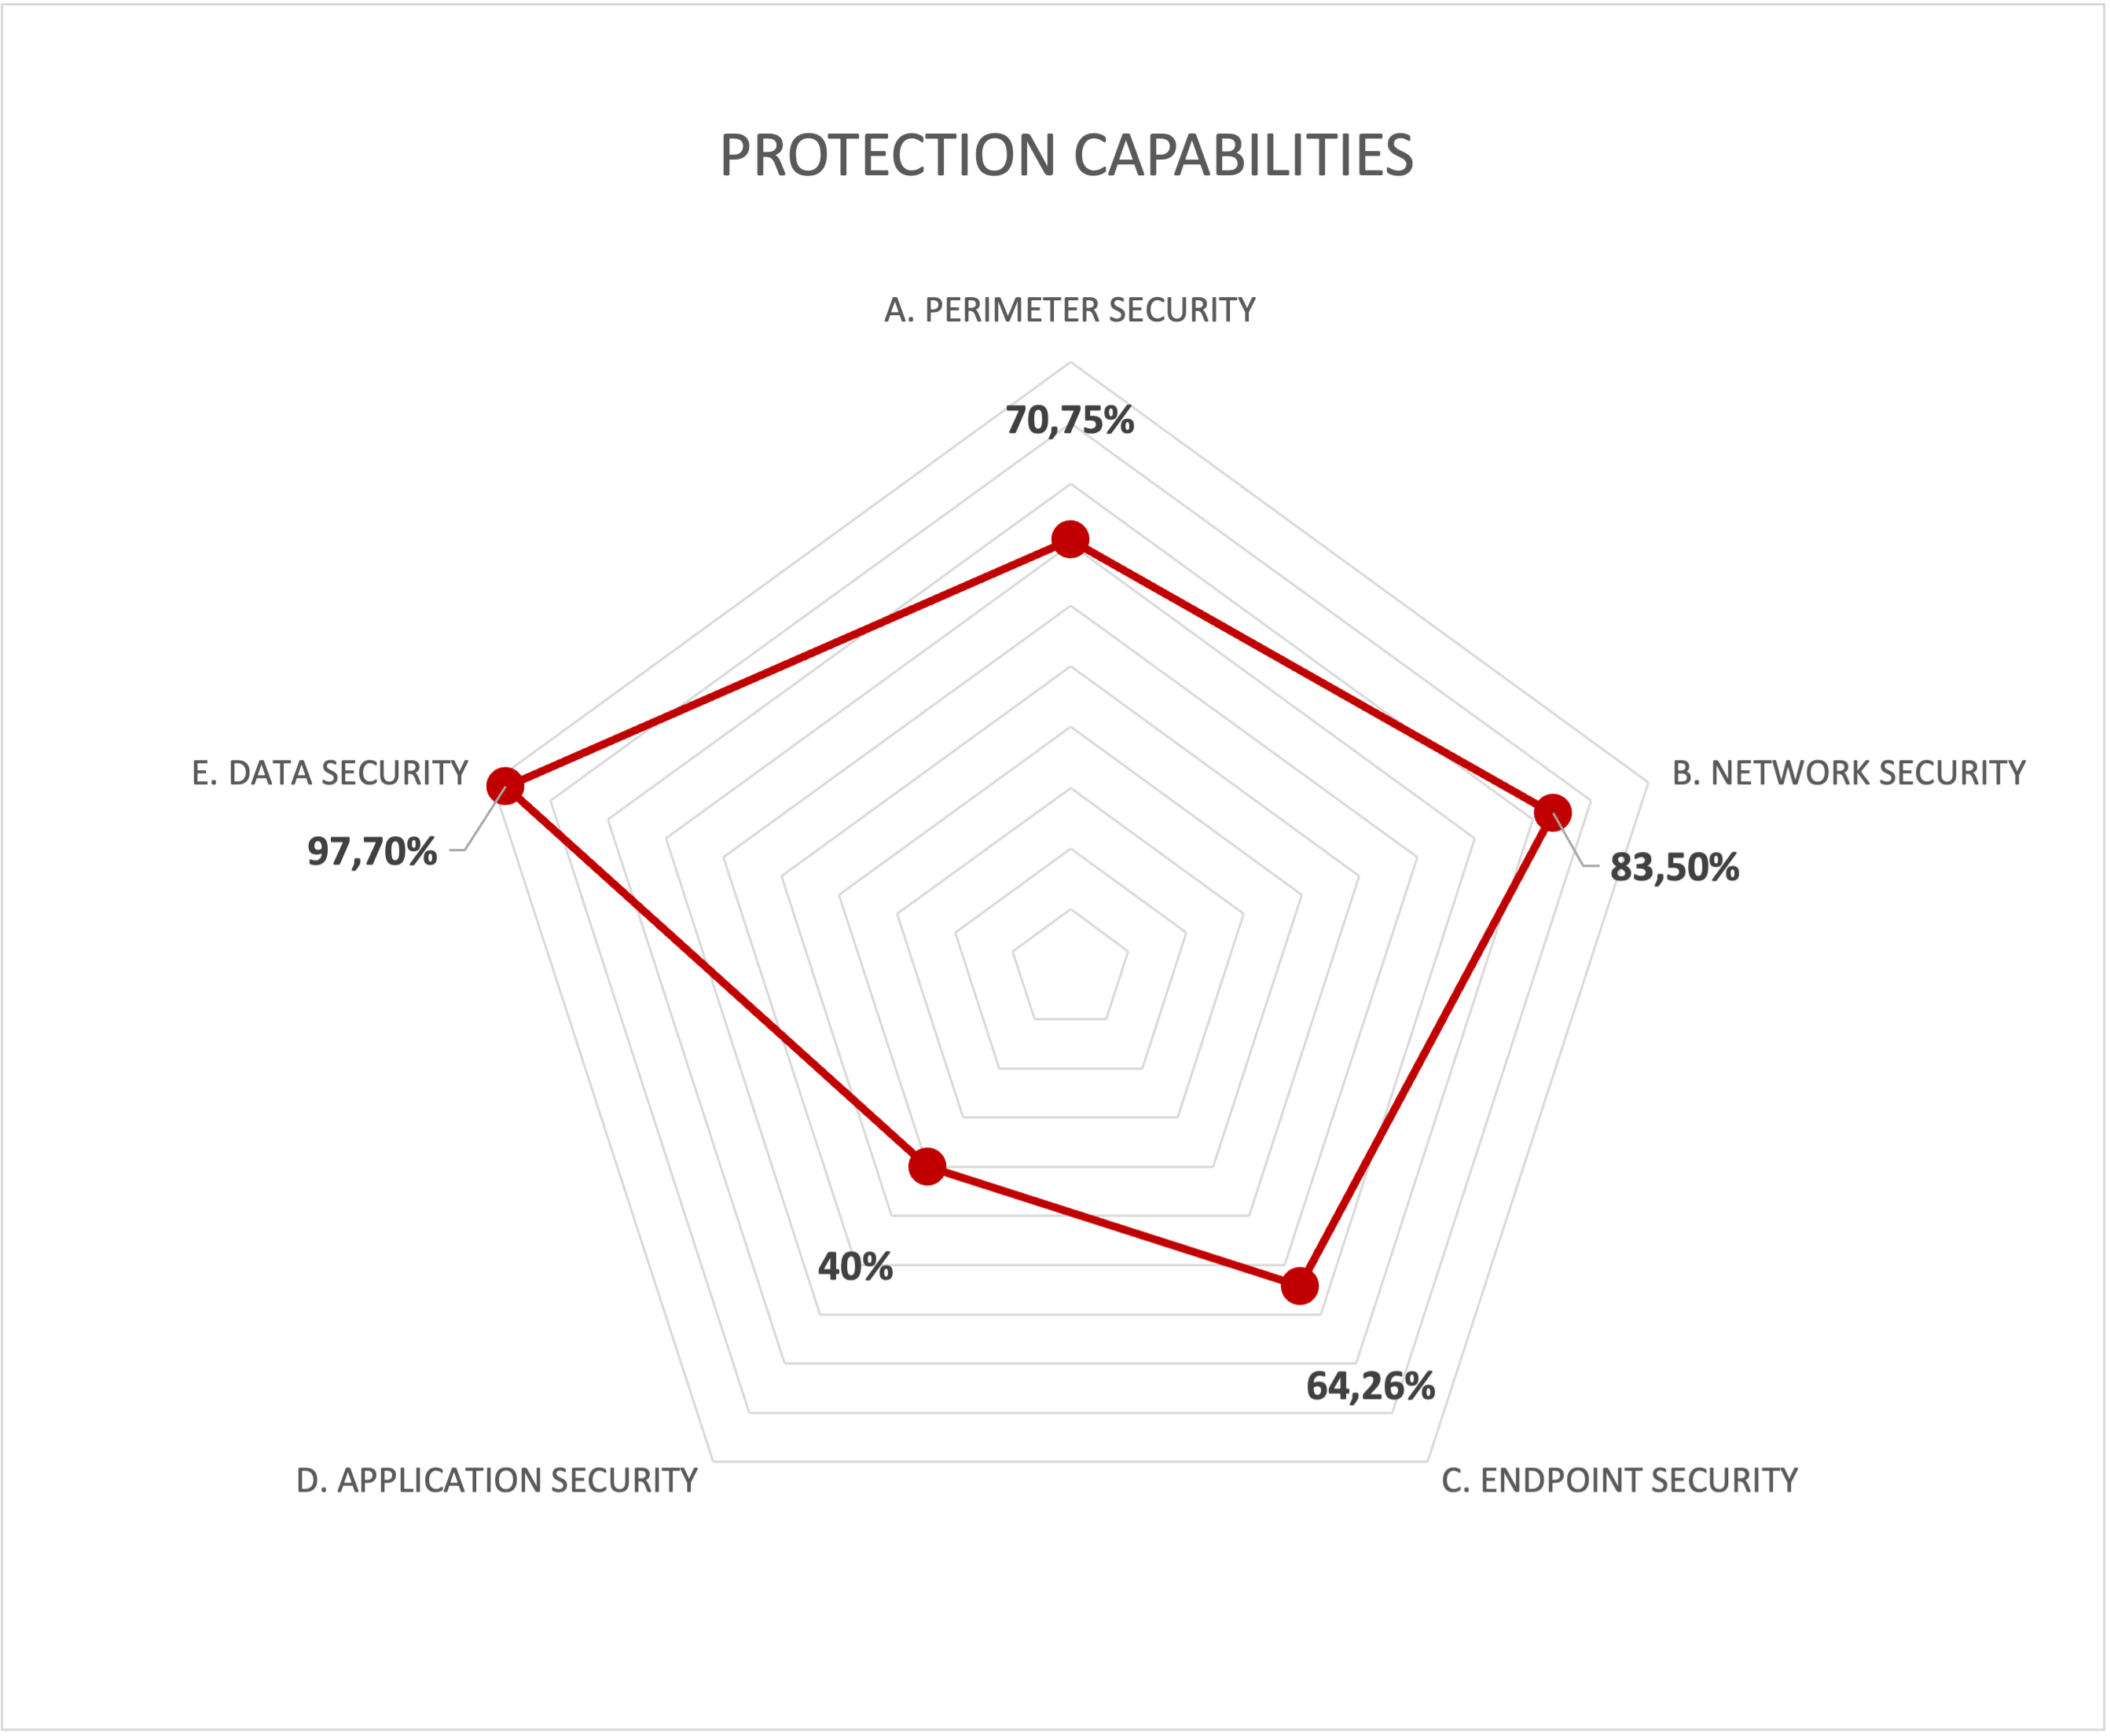 PROTECTION CAPABILITIES
A. PERIMETER SECURITY
70,75%
E. DATA SECURITY
B. NETWORK SECURITY
97,70%
83,50%
40%
64,26%
D. APPLICATION SECURITY
C. ENDPOINT SECURITY